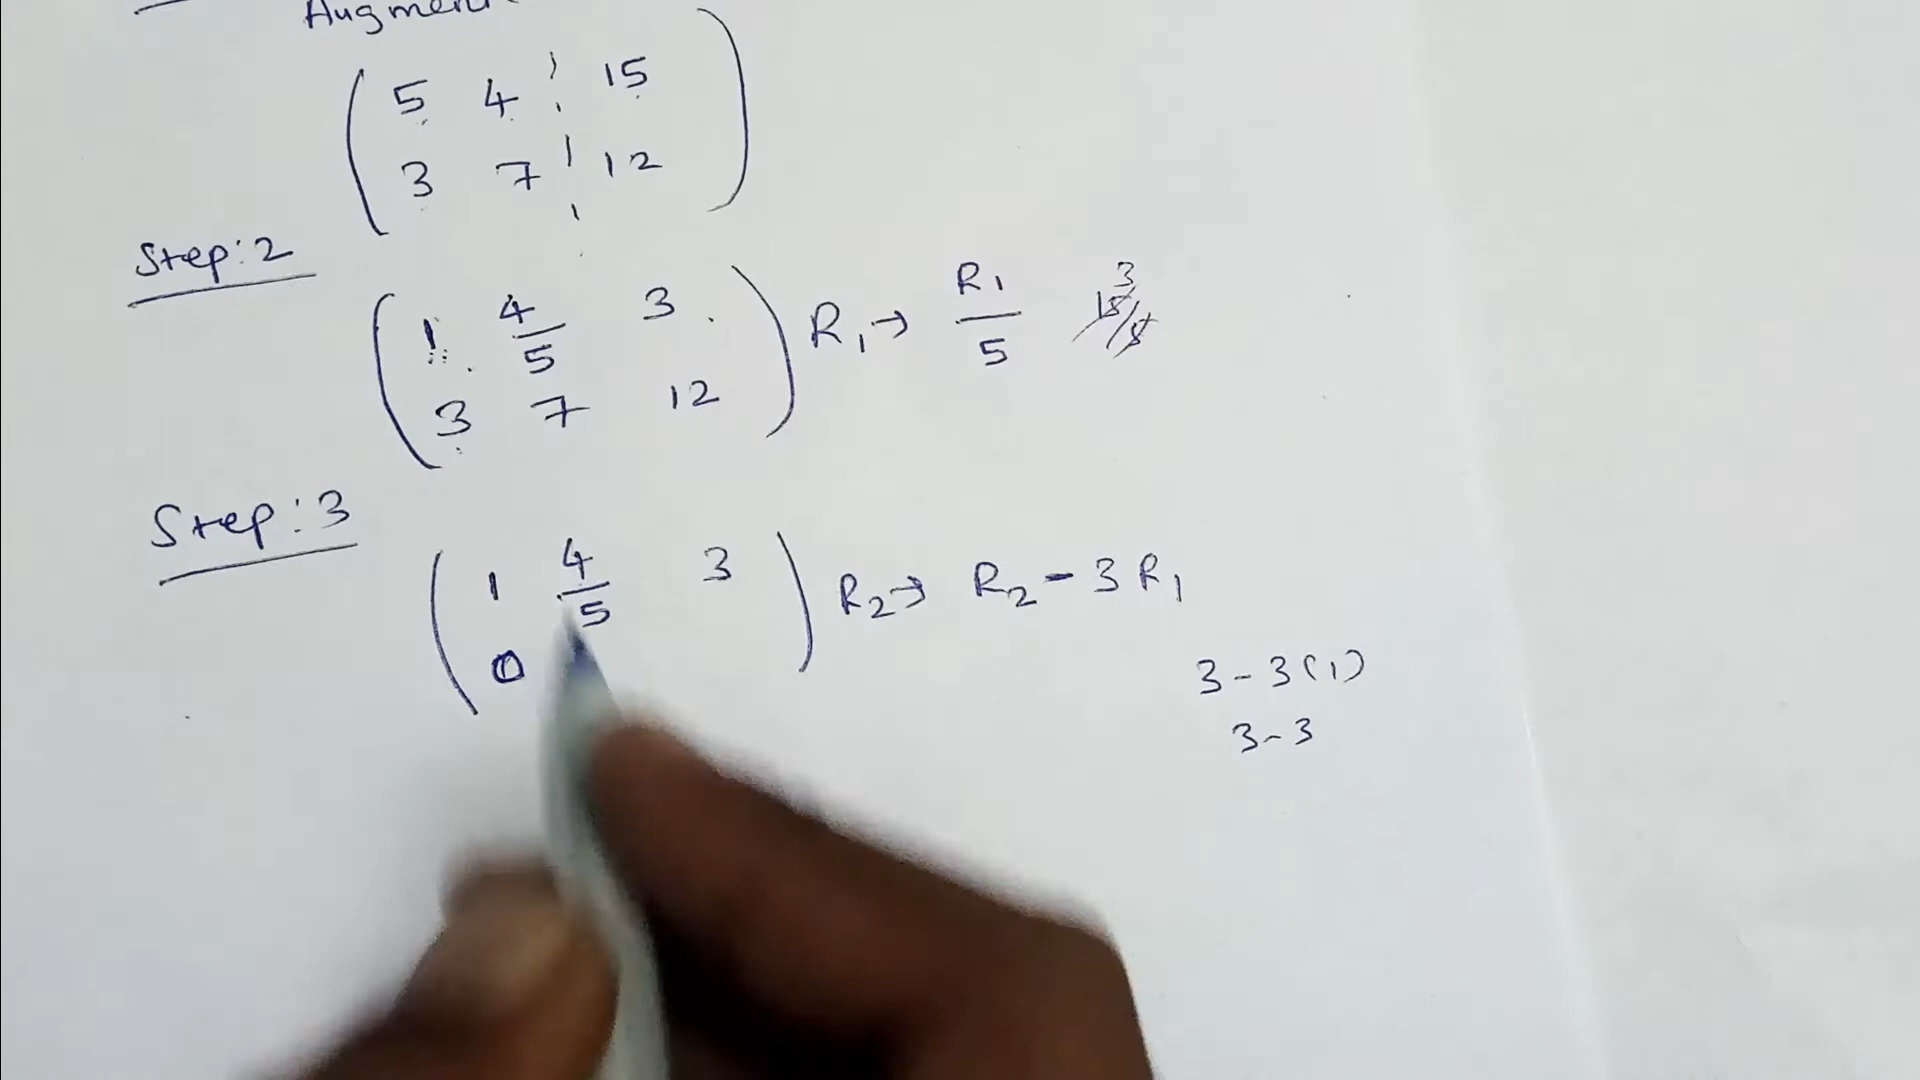 5 4 15
3 7 12
Step:2
1 4/5 3 R₁→ R₁/5 15/5 3
3 7 12
Step:3
1 4/5 3 R₂→ R₂-3R₁
0
3-3(1)
3-3